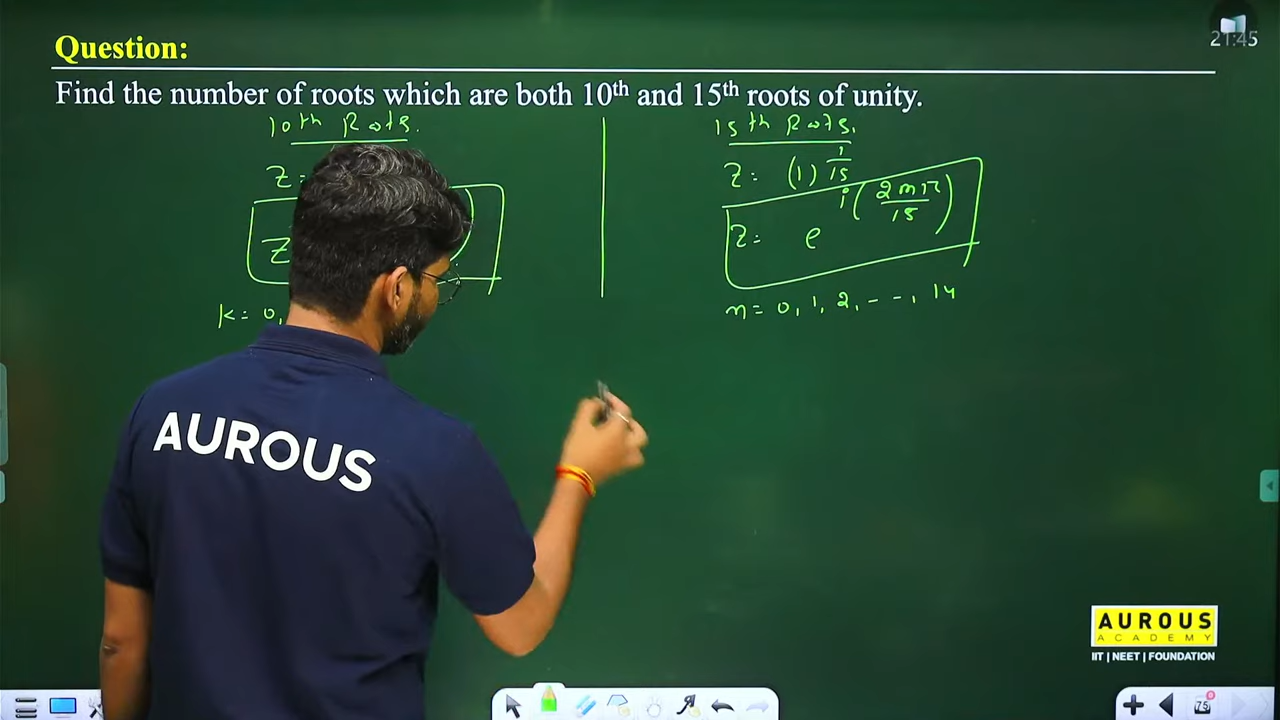 21:45
Question:
Find the number of roots which are both 10th and 15th roots of unity.
10th Roots.
Z=
Z
K = 0,
15th Roots.
Z = (1)^{1/15}
Z = e^{i(2mπ/15)}
m = 0, 1, 2, - - , 14
AUROUS
AUROUS
ACADEMY
IIT | NEET | FOUNDATION
75